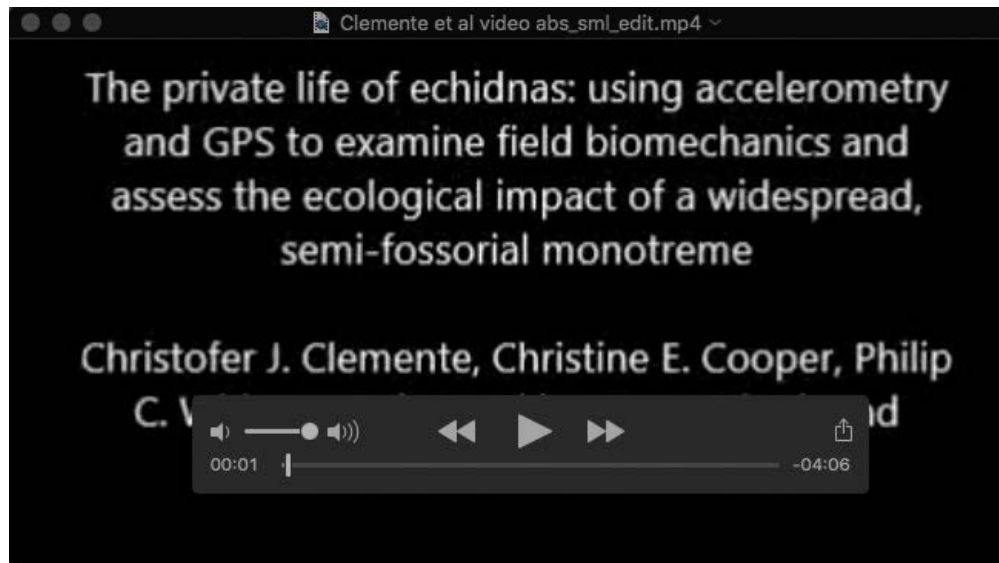 Clemente et al video abs_sml_edit.mp4
The private life of echidnas: using accelerometry
and GPS to examine field biomechanics and
assess the ecological impact of a widespread,
semi-fossorial monotreme
Christofer J. Clemente, Christine E. Cooper, Philip
C.
00:01 -04:06